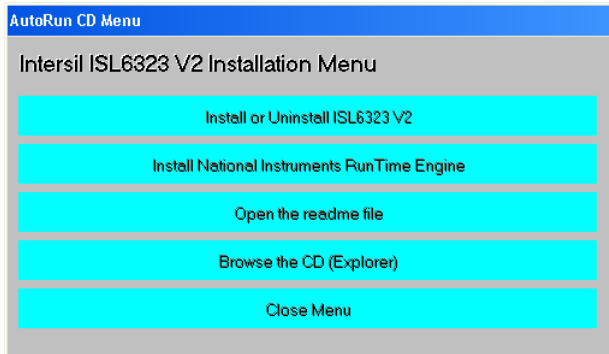 AutoRun CD Menu
Intersil ISL6323 V2 Installation Menu
Install or Uninstall ISL6323 V2
Install National Instruments RunTime Engine
Open the readme file
Browse the CD (Explorer)
Close Menu